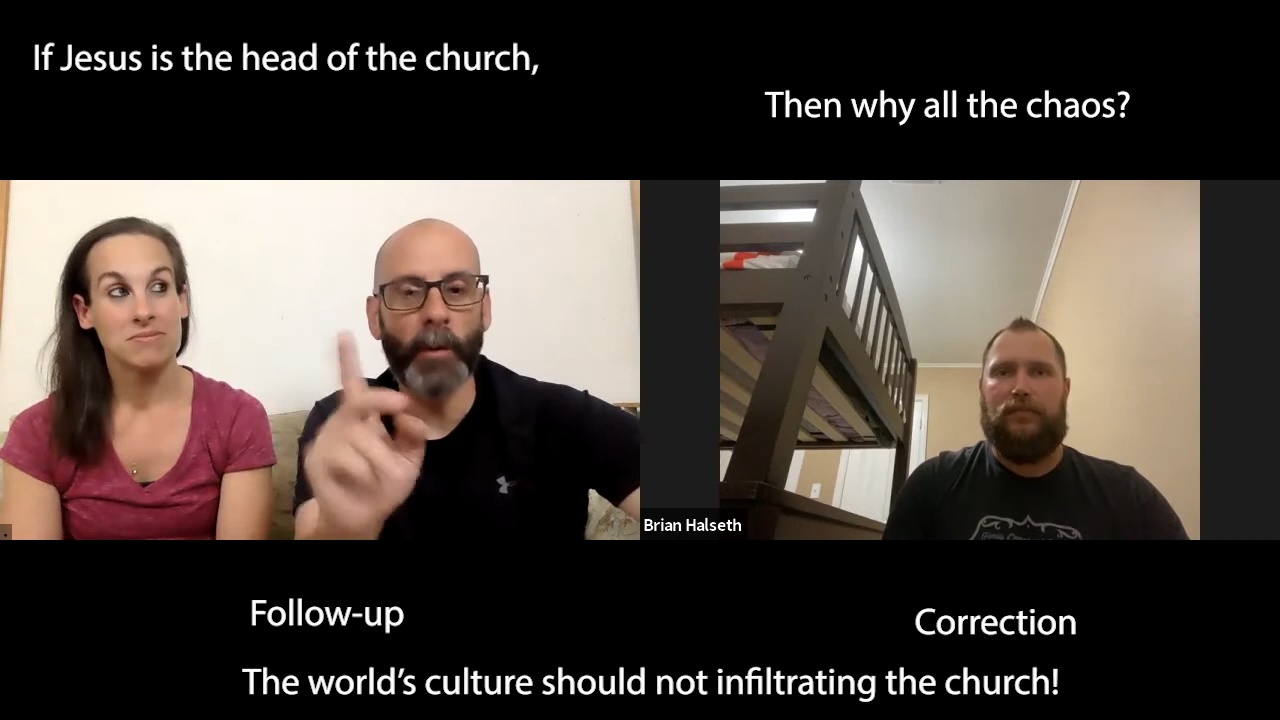 If Jesus is the head of the church,
Then why all the chaos?
Brian Halseth
Follow-up
Correction
The world's culture should not infiltrating the church!